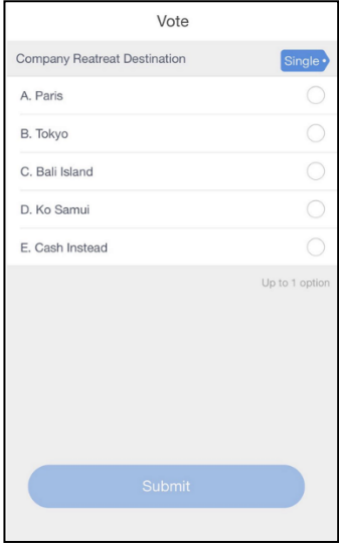 Vote
Company Reatreat Destination Single
A. Paris
B. Tokyo
C. Bali Island
D. Ko Samui
E. Cash Instead
Up to 1 option
Submit